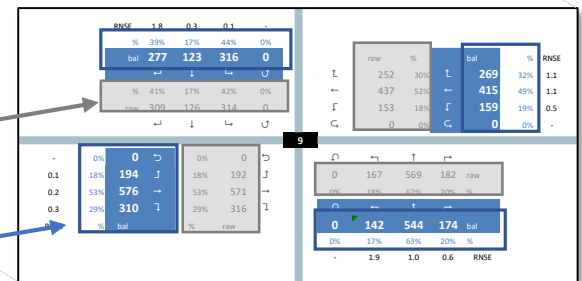 RNSE 1.8 0.3 0.1 -
% 39% 17% 44% 0%
bal 277 123 316 0
% 41% 17% 42% 0%
raw 309 126 314 0
raw % bal % RNSE
252 30% 269 32% 1.1
437 52% 415 49% 1.1
153 18% 159 19% 0.5
0 0% 0 0% -
9
- 0% 0 0% 0
0.1 18% 194 18% 192
0.2 53% 576 53% 571
0.3 29% 310 29% 316
% bal % raw
0 167 569 182 raw
0% 18% 62% 20% %
0 142 544 174 bal
0% 17% 63% 20% %
- 1.9 1.0 0.6 RNSE